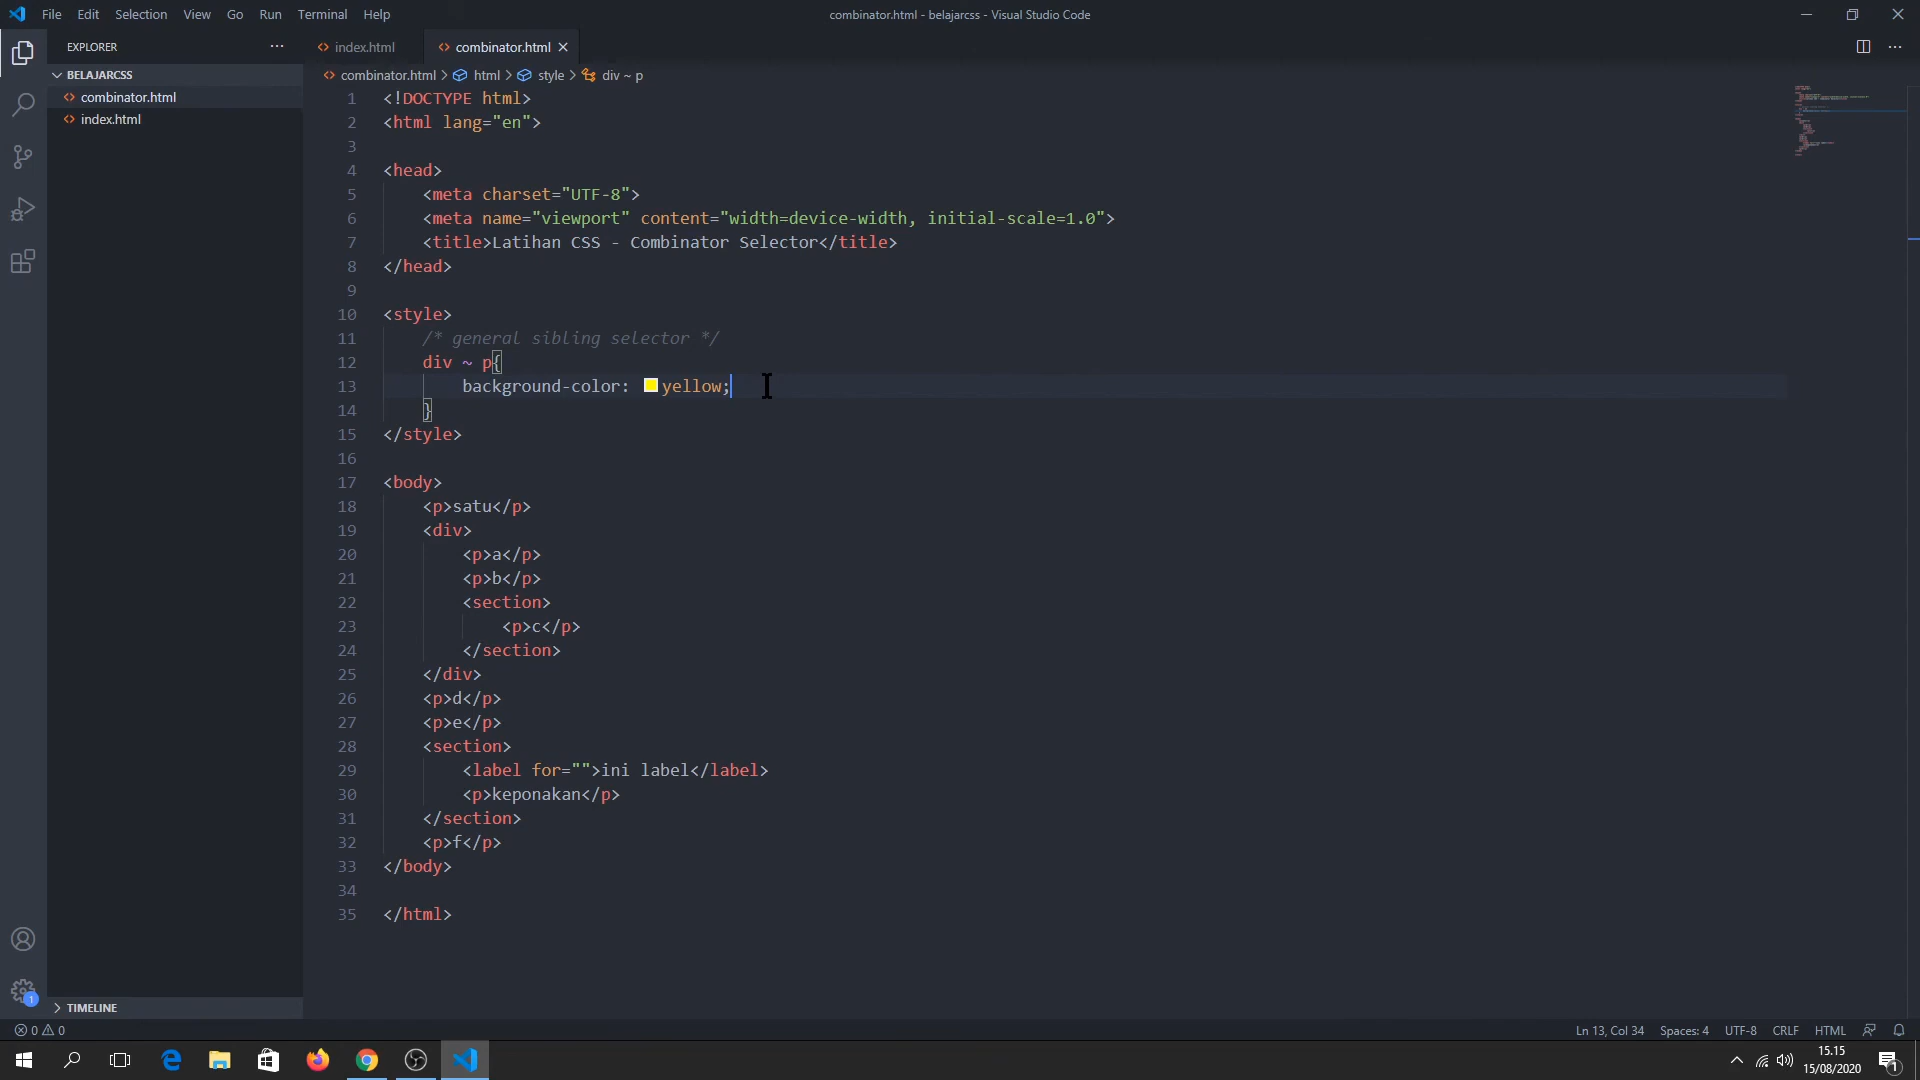 File Edit Selection View Go Run Terminal Help
combinator.html - belajarcss - Visual Studio Code
EXPLORER
BELAJARCSS
combinator.html
index.html
TIMELINE
index.html
combinator.html
combinator.html > html > style > div ~ p
1 <!DOCTYPE html>
2 <html lang="en">
3
4 <head>
5 <meta charset="UTF-8">
6 <meta name="viewport" content="width=device-width, initial-scale=1.0">
7 <title>Latihan CSS - Combinator Selector</title>
8 </head>
9
10 <style>
11 /* general sibling selector */
12 div ~ p{
13 background-color: yellow;
14 }
15 </style>
16
17 <body>
18 <p>satu</p>
19 <div>
20 <p>a</p>
21 <p>b</p>
22 <section>
23 <p>c</p>
24 </section>
25 </div>
26 <p>d</p>
27 <p>e</p>
28 <section>
29 <label for="">ini label</label>
30 <p>keponakan</p>
31 </section>
32 <p>f</p>
33 </body>
34
35 </html>
1
0 0
Ln 13, Col 34 Spaces: 4 UTF-8 CRLF HTML
15.15
15/08/2020
1